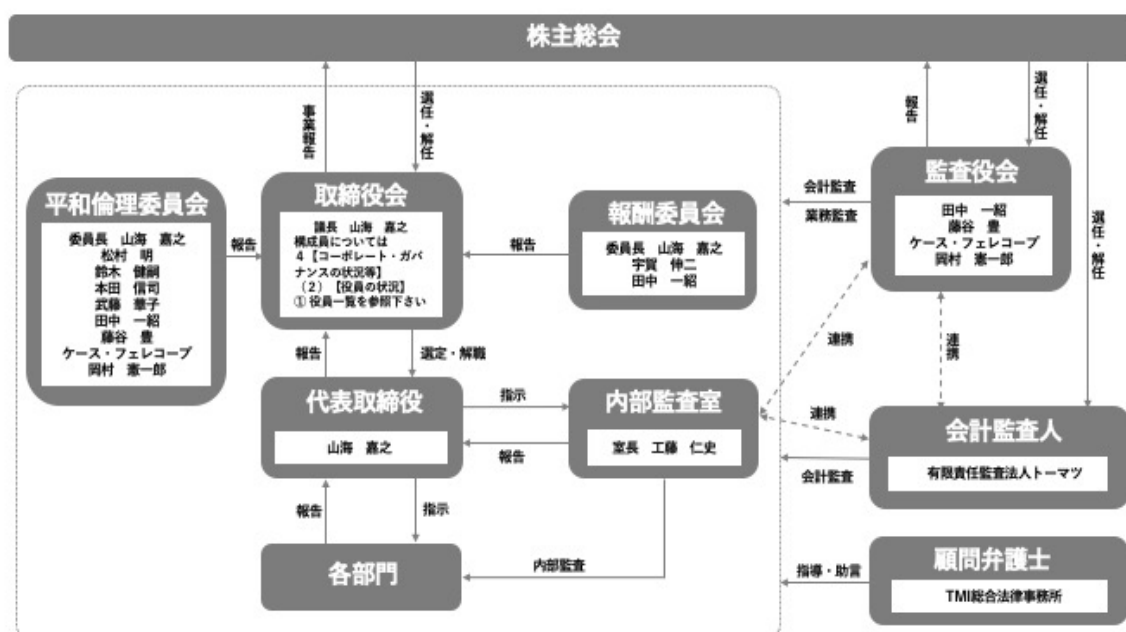 株主総会
事業報告
選任・解任
報告
選任・解任
選任・解任
平和倫理委員会
委員長 山海 嘉之
松村 明
鈴木 健嗣
本田 信司
武藤 華子
田中 一紹
藤谷 豊
ケース・フェレコープ
岡村 憲一郎
報告
取締役会
議長 山海 嘉之
構成員については
4【コーポレート・ガバ
ナンスの状況等】
(2)【役員の状況】
① 役員一覧を参照下さい
報告
報酬委員会
委員長 山海 嘉之
宇賀 伸二
田中 一紹
会計監査
業務監査
監査役会
田中 一紹
藤谷 豊
ケース・フェレコープ
岡村 憲一郎
報告
選定・解職
連携
連携
代表取締役
山海 嘉之
指示
報告
内部監査室
室長 工藤 仁史
連携
会計監査
会計監査人
有限責任監査法人トーマツ
報告
指示
各部門
内部監査
指導・助言
顧問弁護士
TMI総合法律事務所